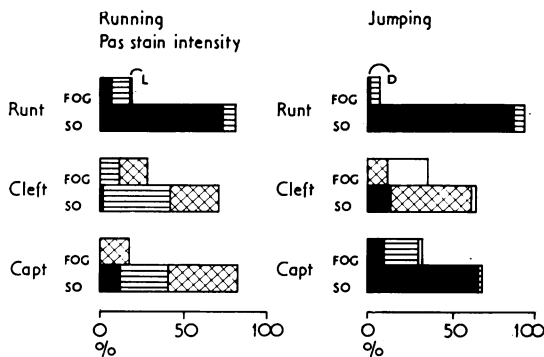 Running
Pas stain intensity
Jumping
L
D
Runt FOG Runt FOG
SO SO
Cleft FOG Cleft FOG
SO SO
Capt FOG Capt FOG
SO SO
0 50 100 0 50 100
% %